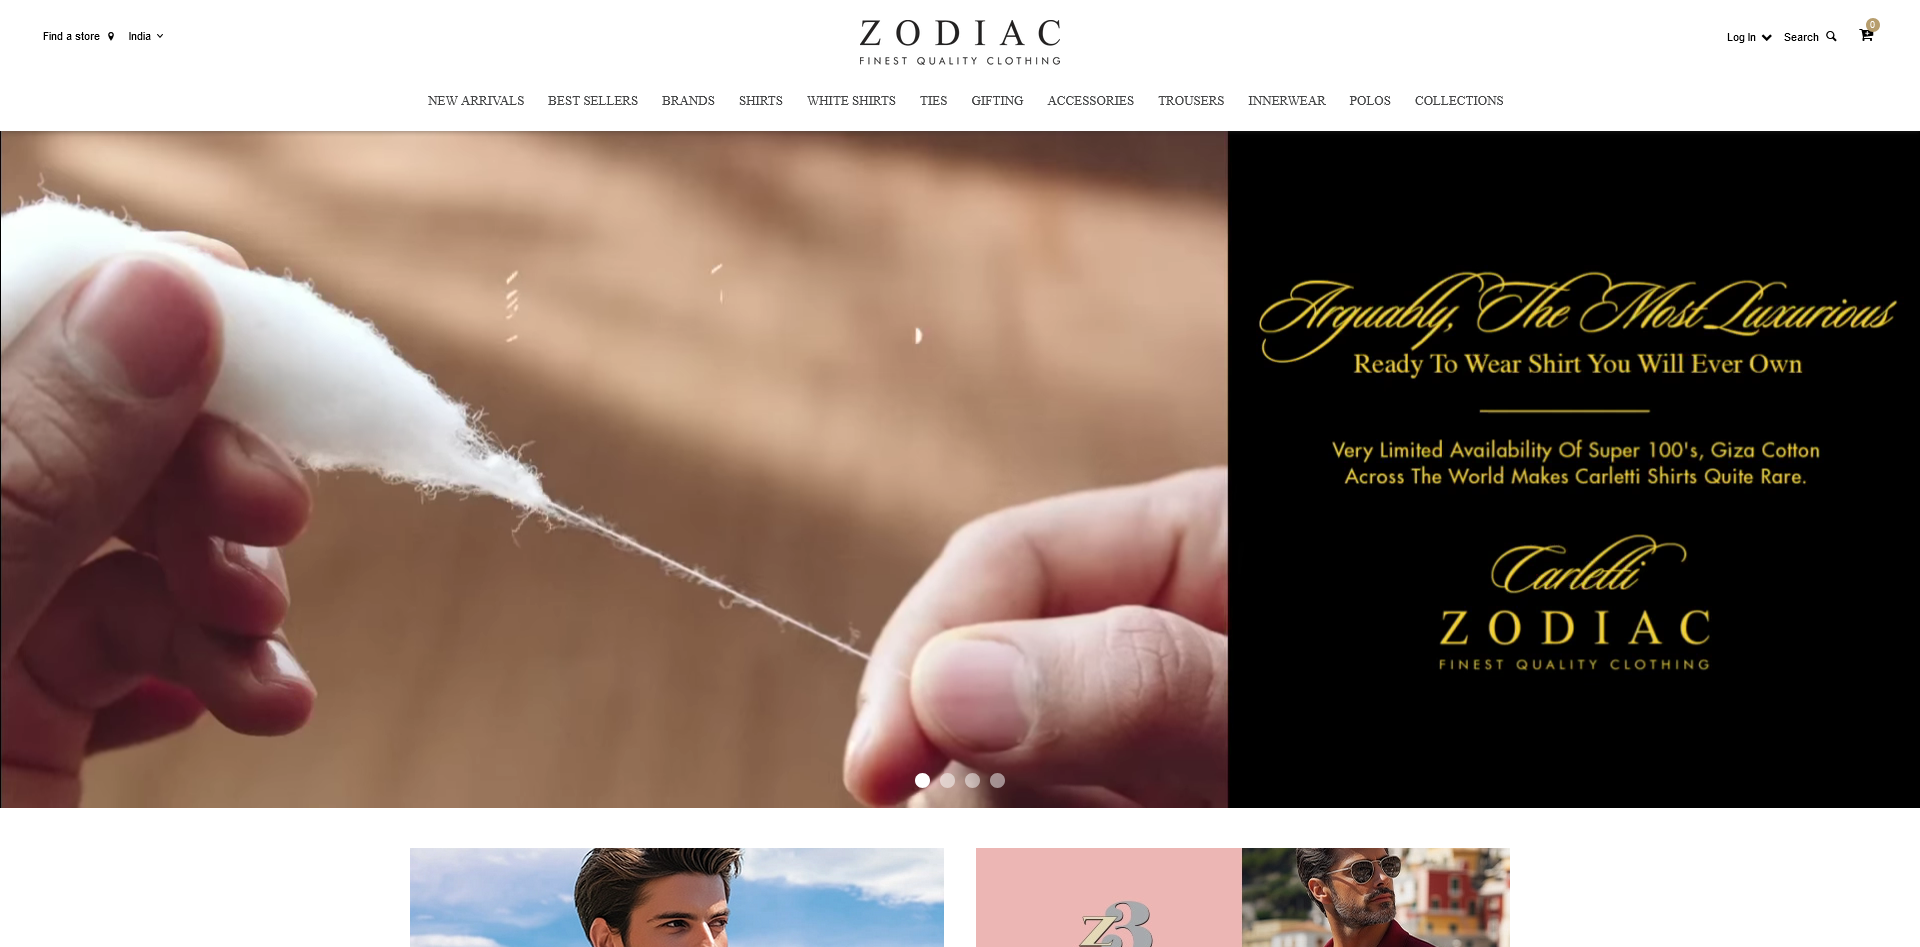 Find a store
India
ZODIAC
FINEST QUALITY CLOTHING
Log In
Search
0
NEW ARRIVALS
BEST SELLERS
BRANDS
SHIRTS
WHITE SHIRTS
TIES
GIFTING
ACCESSORIES
TROUSERS
INNERWEAR
POLOS
COLLECTIONS
Arguably, The Most Luxurious
Ready To Wear Shirt You Will Ever Own
Very Limited Availability Of Super 100's, Giza Cotton
Across The World Makes Carletti Shirts Quite Rare.
Carletti
ZODIAC
FINEST QUALITY CLOTHING
z3